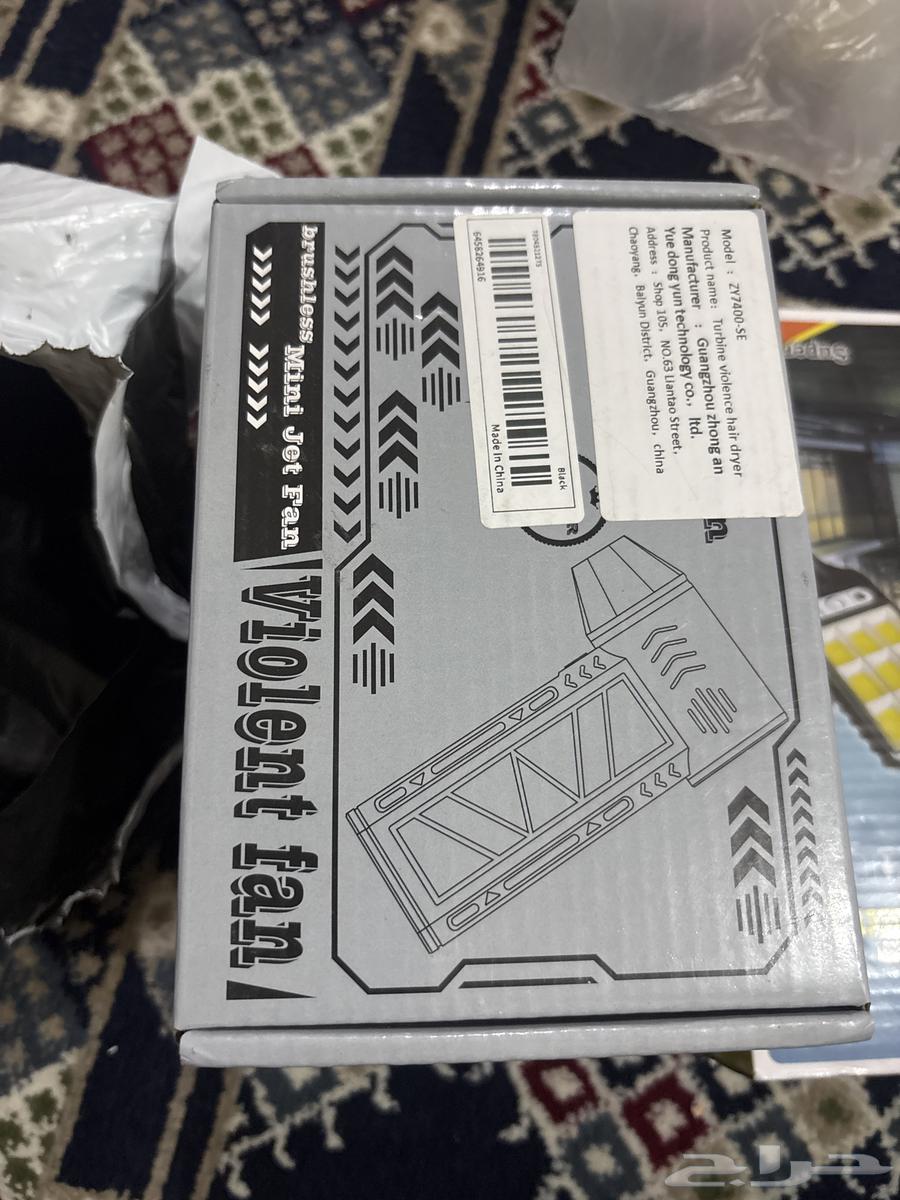 Model : ZY7400-SE
Product name: Turbine violence hair dryer
Manufacturer : Guangzhou zhong an
Yue dong yun technology co., ltd.
Address : Shop 105, NO.63 Liantao Street,
Chaoyang, Baiyun District, Guangzhou, china
Black
6458264916
Made In China
brushless Mini Jet Fan
Violent fan
Super
حراج